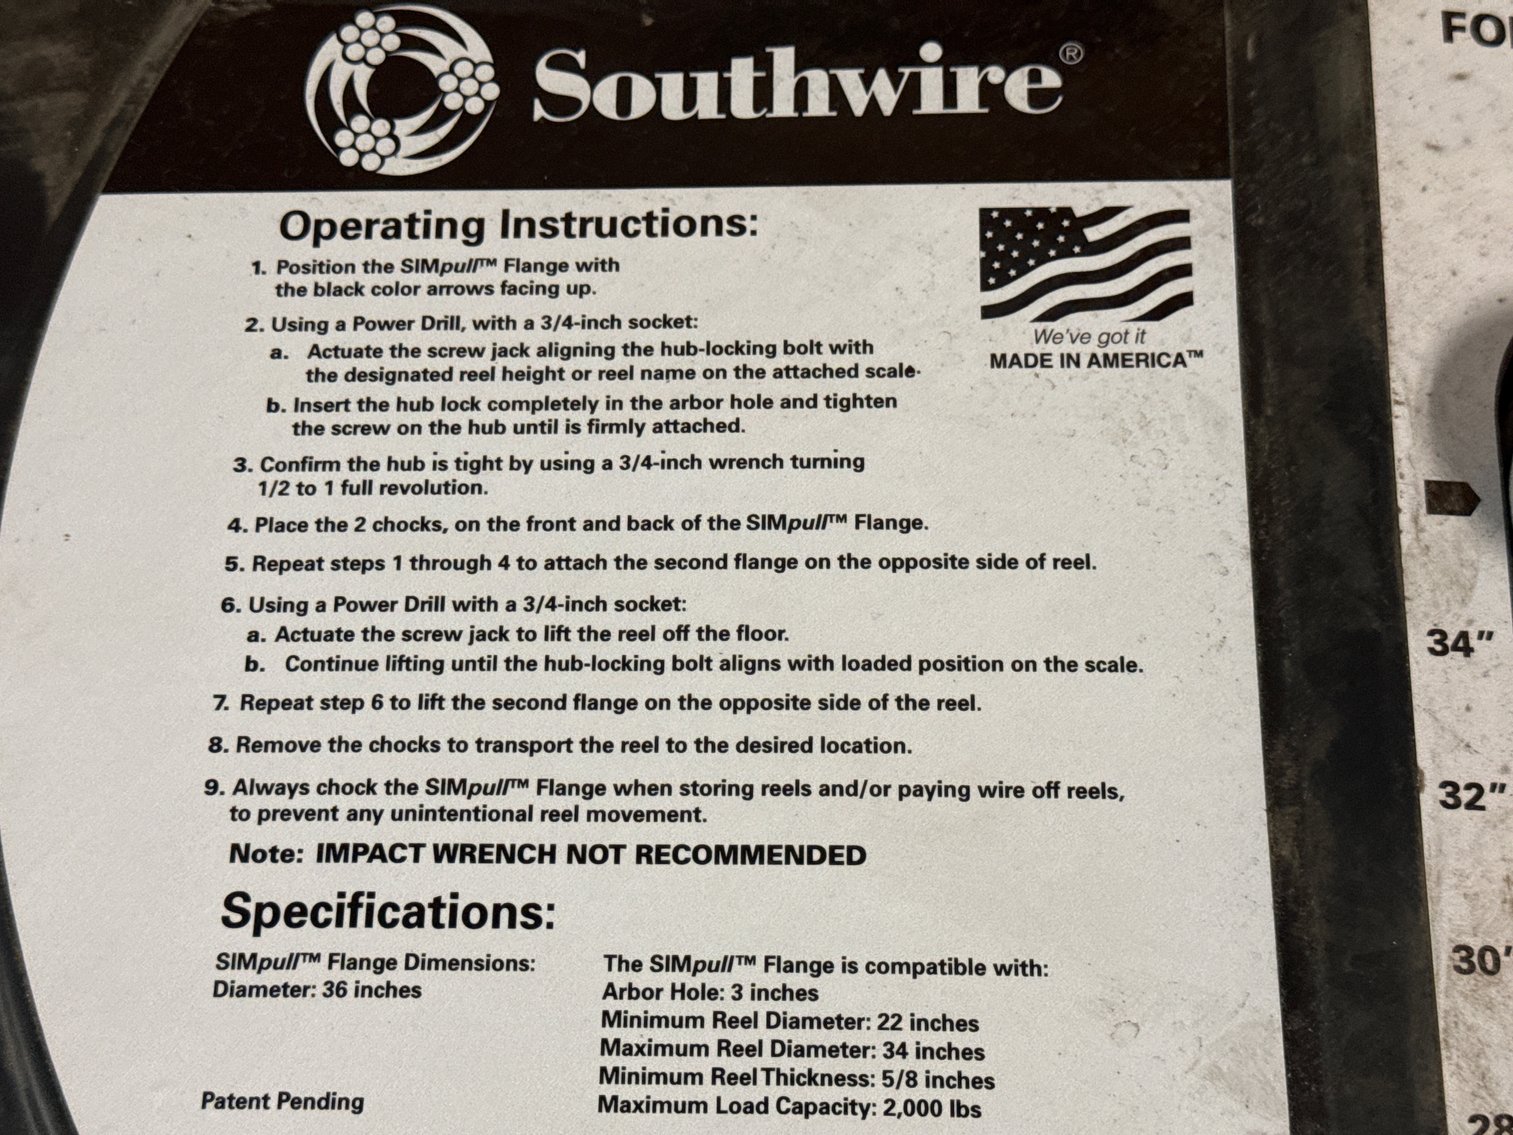 Southwire®
Operating Instructions:
1. Position the SIMpull™ Flange with
the black color arrows facing up.
2. Using a Power Drill, with a 3/4-inch socket:
a. Actuate the screw jack aligning the hub-locking bolt with
the designated reel height or reel name on the attached scale.
b. Insert the hub lock completely in the arbor hole and tighten
the screw on the hub until is firmly attached.
3. Confirm the hub is tight by using a 3/4-inch wrench turning
1/2 to 1 full revolution.
4. Place the 2 chocks, on the front and back of the SIMpull™ Flange.
5. Repeat steps 1 through 4 to attach the second flange on the opposite side of reel.
6. Using a Power Drill with a 3/4-inch socket:
a. Actuate the screw jack to lift the reel off the floor.
b. Continue lifting until the hub-locking bolt aligns with loaded position on the scale.
7. Repeat step 6 to lift the second flange on the opposite side of the reel.
8. Remove the chocks to transport the reel to the desired location.
9. Always chock the SIMpull™ Flange when storing reels and/or paying wire off reels,
to prevent any unintentional reel movement.
Note: IMPACT WRENCH NOT RECOMMENDED
We've got it
MADE IN AMERICA™
Specifications:
SIMpull™ Flange Dimensions:
Diameter: 36 inches
Patent Pending
The SIMpull™ Flange is compatible with:
Arbor Hole: 3 inches
Minimum Reel Diameter: 22 inches
Maximum Reel Diameter: 34 inches
Minimum Reel Thickness: 5/8 inches
Maximum Load Capacity: 2,000 lbs
34"
32"
30"
28